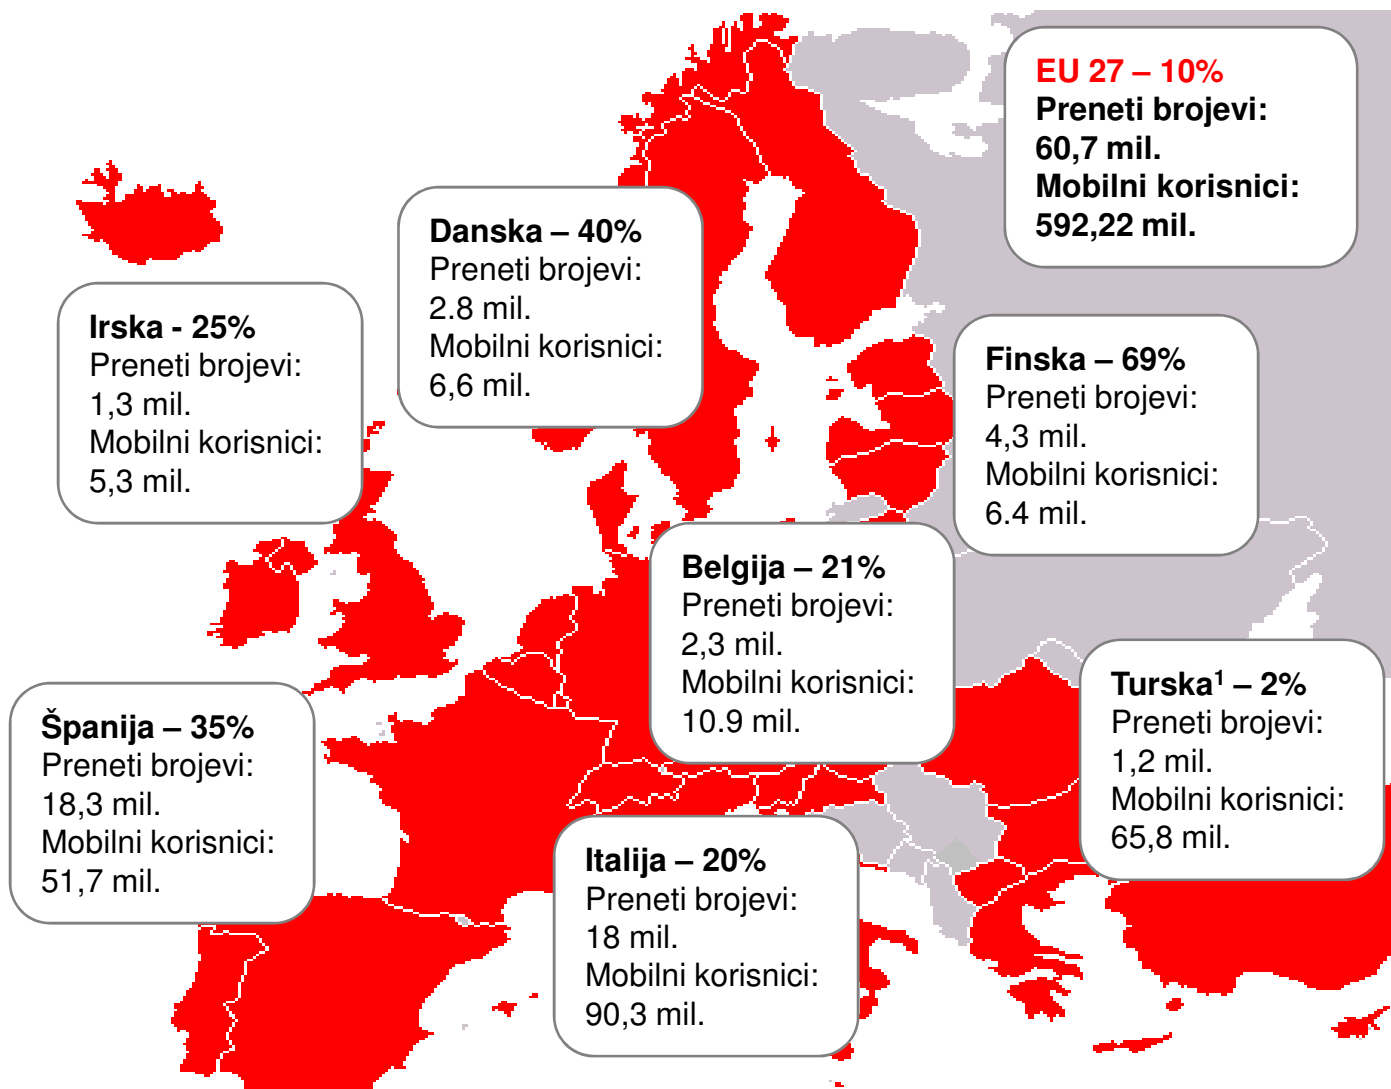 EU 27 – 10%
Preneti brojevi:
60,7 mil.
Mobilni korisnici:
592,22 mil.
Danska – 40%
Preneti brojevi:
2.8 mil.
Mobilni korisnici:
6,6 mil.
Irska - 25%
Preneti brojevi:
1,3 mil.
Mobilni korisnici:
5,3 mil.
Finska – 69%
Preneti brojevi:
4,3 mil.
Mobilni korisnici:
6.4 mil.
Belgija – 21%
Preneti brojevi:
2,3 mil.
Mobilni korisnici:
10.9 mil.
Turska¹ – 2%
Preneti brojevi:
1,2 mil.
Mobilni korisnici:
65,8 mil.
Španija – 35%
Preneti brojevi:
18,3 mil.
Mobilni korisnici:
51,7 mil.
Italija – 20%
Preneti brojevi:
18 mil.
Mobilni korisnici:
90,3 mil.